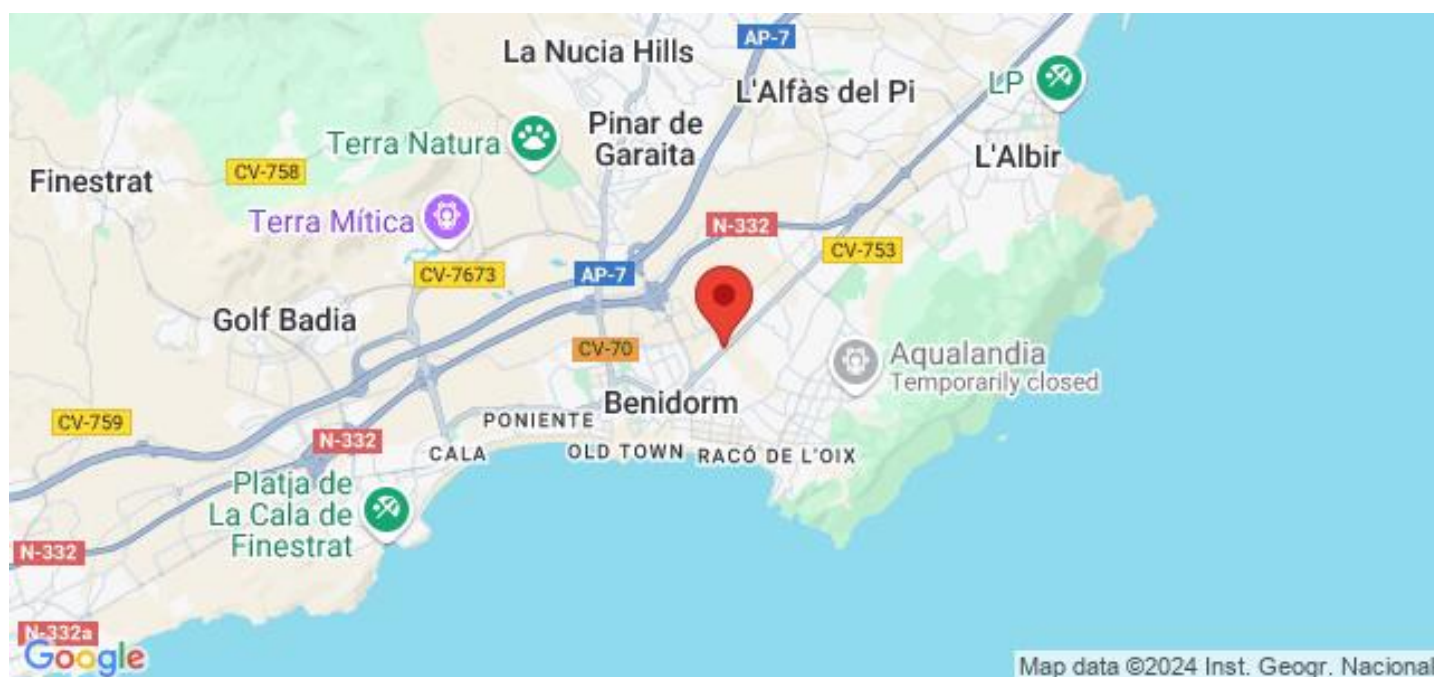 AP-7
La Nucia Hills
LP
L'Alfàs del Pi
Terra Natura
Pinar de
Garaita
L'Albir
CV-758
Finestrat
Terra Mítica
N-332
CV-753
CV-7673
AP-7
Golf Badia
CV-70
Aqualandia
Temporarily closed
Benidorm
CV-759
PONIENTE
N-332
CALA
OLD TOWN
RACÓ DE L'OIX
Platja de
La Cala de
Finestrat
N-332
N-332a
Google
Map data ©2024 Inst. Geogr. Nacional